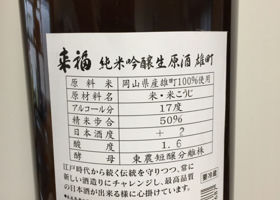 来福 純米吟醸生原酒 雄町
原料米 岡山県産雄町100%使用
原材料名 米・米こうじ
アルコール分 17度
精米歩合 50%
日本酒度 + 2
酸度 1.6
酵母 東農短醸分離株
江戸時代から続く伝統を守りつつ、常に
新しい酒造りにチャレンジし、最高品質
の日本酒が出来る様に心掛けています。